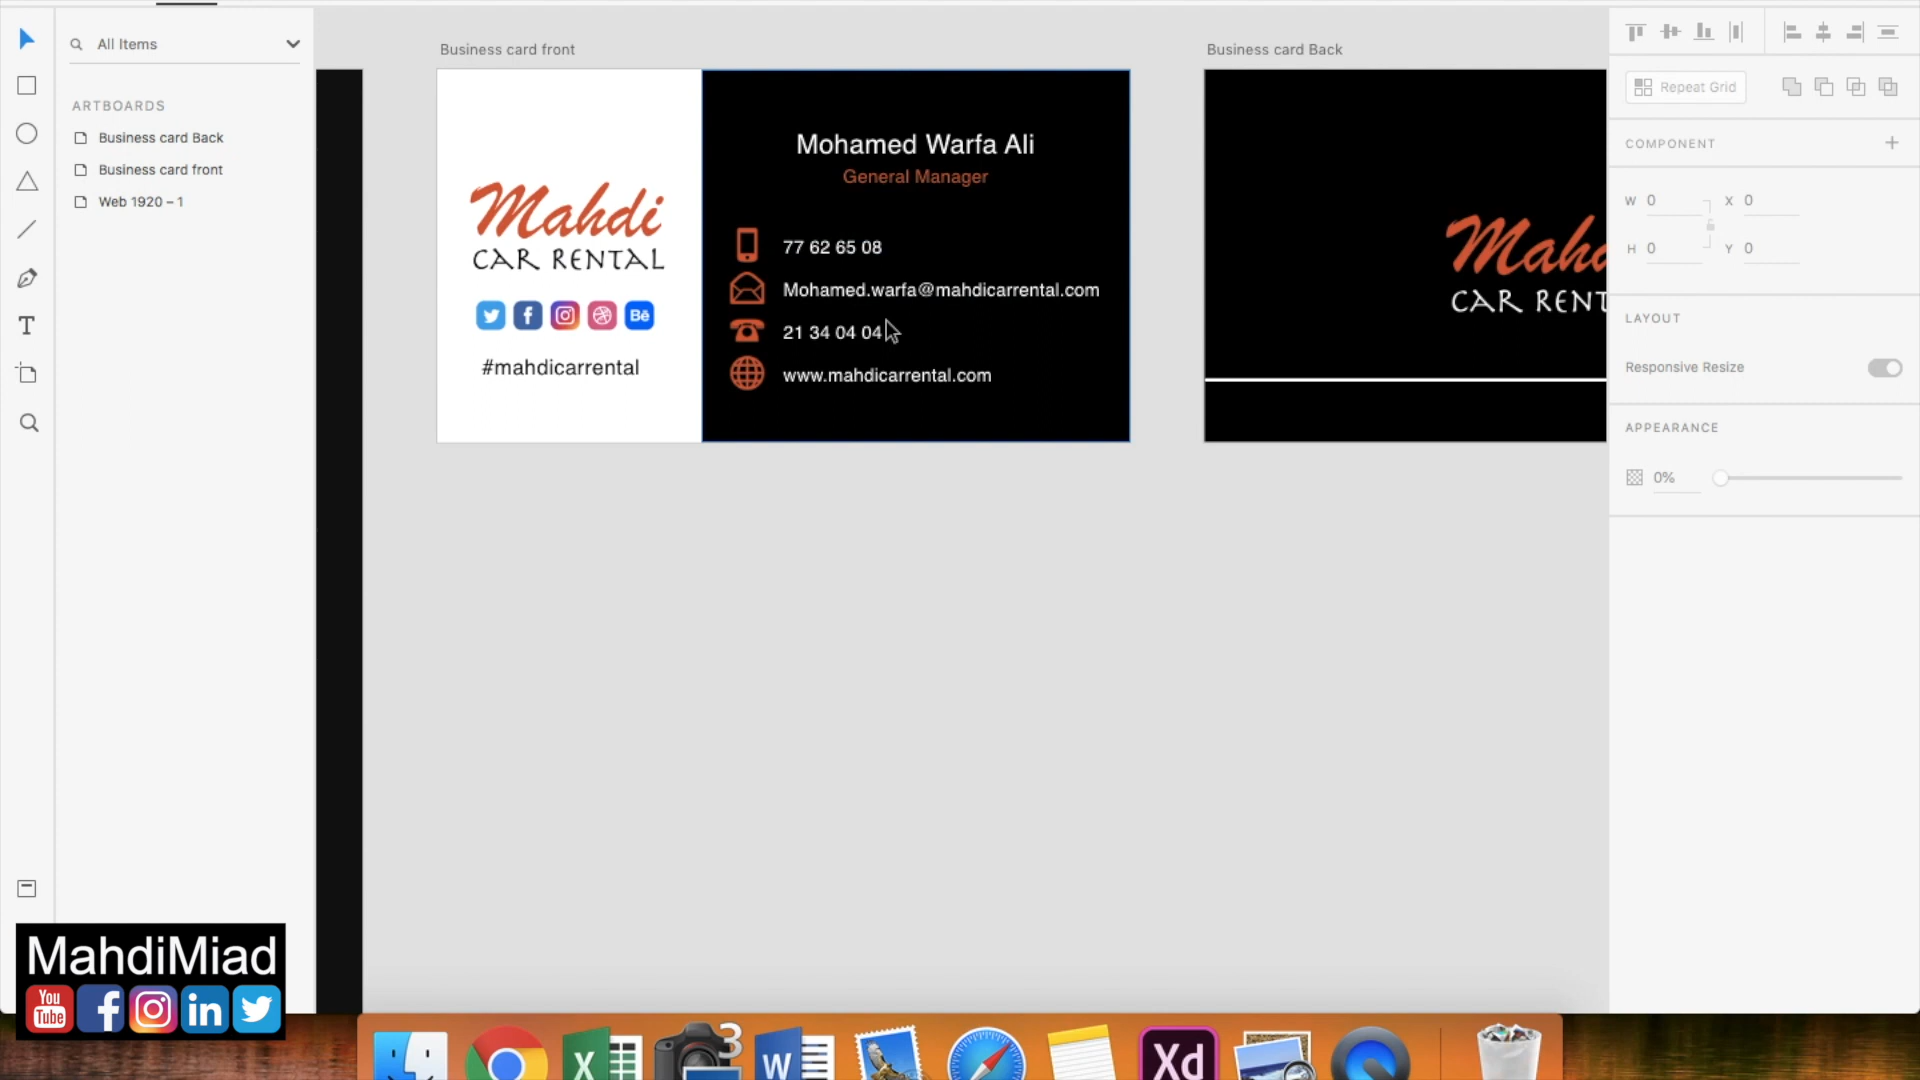 All Items
ARTBOARDS
Business card Back
Business card front
Web 1920 – 1
Business card front
Mahdi
CAR RENTAL
Bē
#mahdicarrental
Mohamed Warfa Ali
General Manager
77 62 65 08
Mohamed.warfa@mahdicarrental.com
21 34 04 04
www.mahdicarrental.com
Business card Back
Mahd
CAR RENT
Repeat Grid
COMPONENT
W 0 X 0
H 0 Y 0
LAYOUT
Responsive Resize
APPEARANCE
0%
T
MahdiMiad
You Tube
f
in
X
3
W
Xd